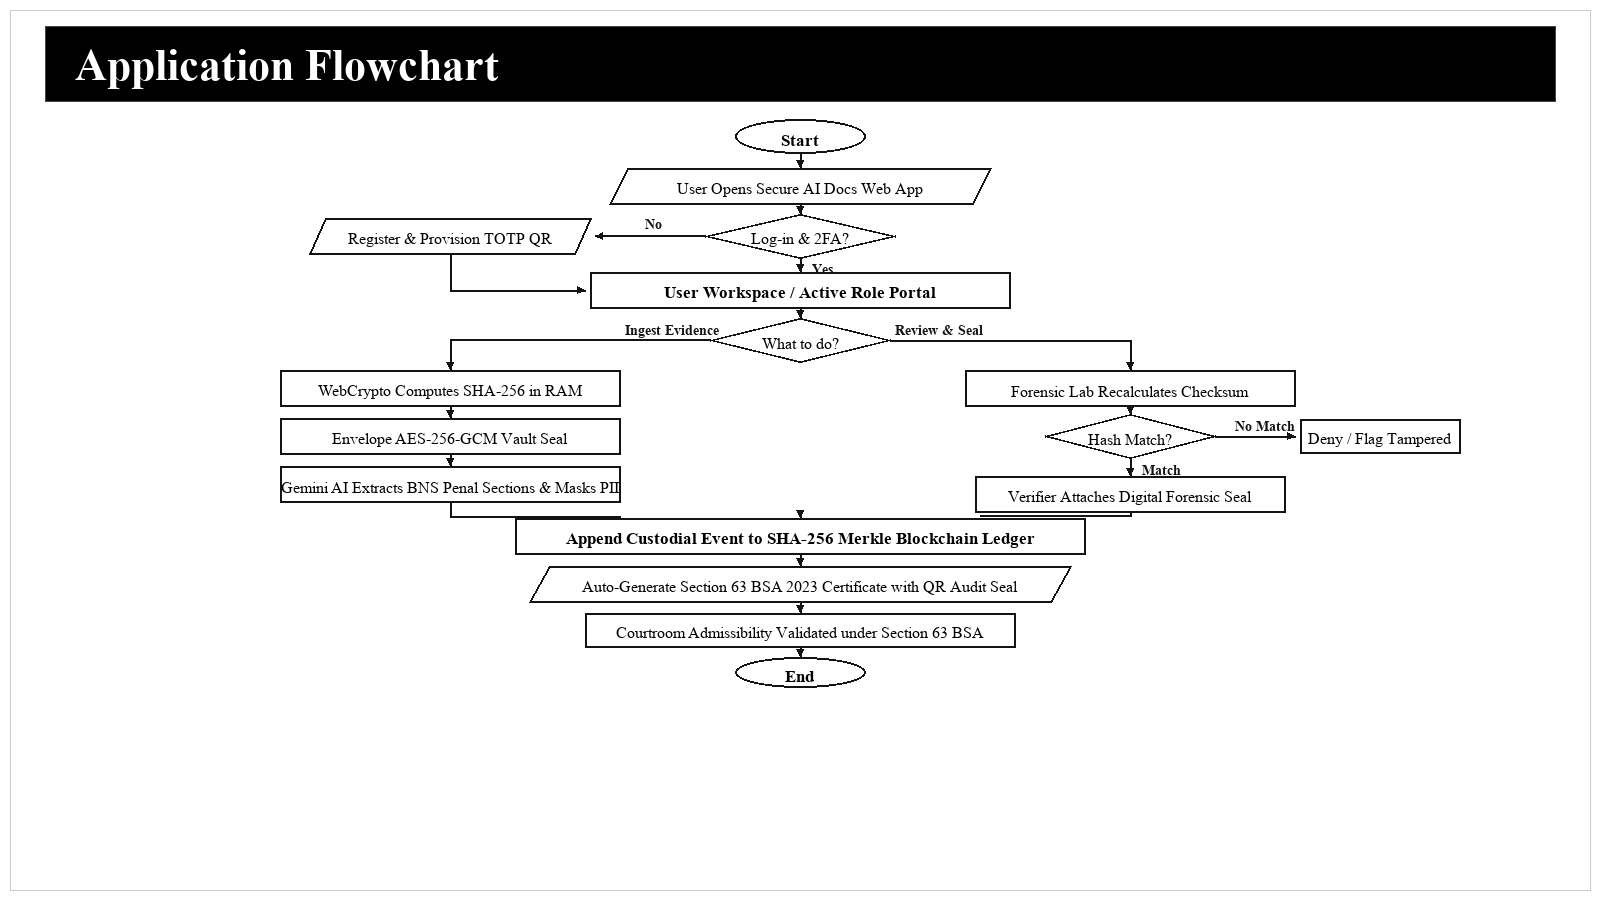 Application Flowchart
Start
User Opens Secure AI Docs Web App
No
Register & Provision TOTP QR
Log-in & 2FA?
Yes
User Workspace / Active Role Portal
Ingest Evidence
Review & Seal
What to do?
WebCrypto Computes SHA-256 in RAM
Forensic Lab Recalculates Checksum
Envelope AES-256-GCM Vault Seal
Hash Match?
No Match
Deny / Flag Tampered
Match
Gemini AI Extracts BNS Penal Sections & Masks PII
Verifier Attaches Digital Forensic Seal
Append Custodial Event to SHA-256 Merkle Blockchain Ledger
Auto-Generate Section 63 BSA 2023 Certificate with QR Audit Seal
Courtroom Admissibility Validated under Section 63 BSA
End